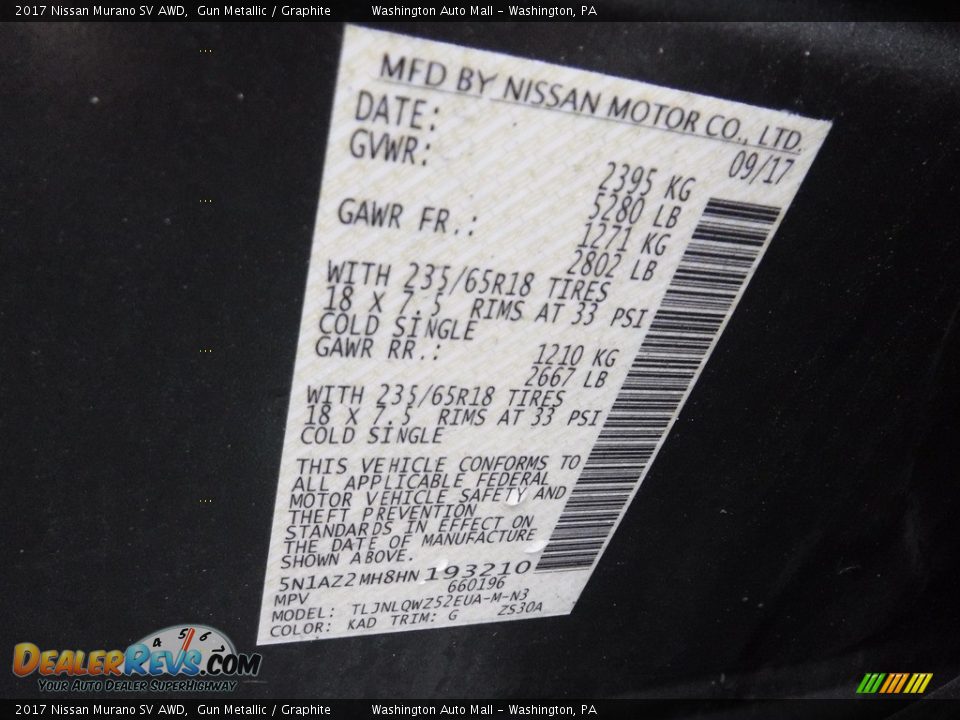 2017 Nissan Murano SV AWD,  Gun Metallic / Graphite          Washington Auto Mall - Washington, PA
MFD BY NISSAN MOTOR CO., LTD.
DATE: 09/17
GVWR: 2395 KG
5280 LB
GAWR FR.: 1271 KG
2802 LB
WITH 235/65R18 TIRES
18 X 7.5 RIMS AT 33 PSI
COLD SINGLE
GAWR RR.: 1210 KG
2667 LB
WITH 235/65R18 TIRES
18 X 7.5 RIMS AT 33 PSI
COLD SINGLE
THIS VEHICLE CONFORMS TO
ALL APPLICABLE FEDERAL
MOTOR VEHICLE SAFETY AND
THEFT PREVENTION
STANDARDS IN EFFECT ON
THE DATE OF MANUFACTURE
SHOWN ABOVE.
5N1AZ2MH8HN193210
MPV 660196
MODEL: TLJNLQWZ52EUA-M-N3
COLOR: KAD TRIM: G ZS30A
4 5 6
DEALERREVS.COM
YOUR AUTO DEALER SUPERHIGHWAY
2017 Nissan Murano SV AWD,  Gun Metallic / Graphite          Washington Auto Mall - Washington, PA